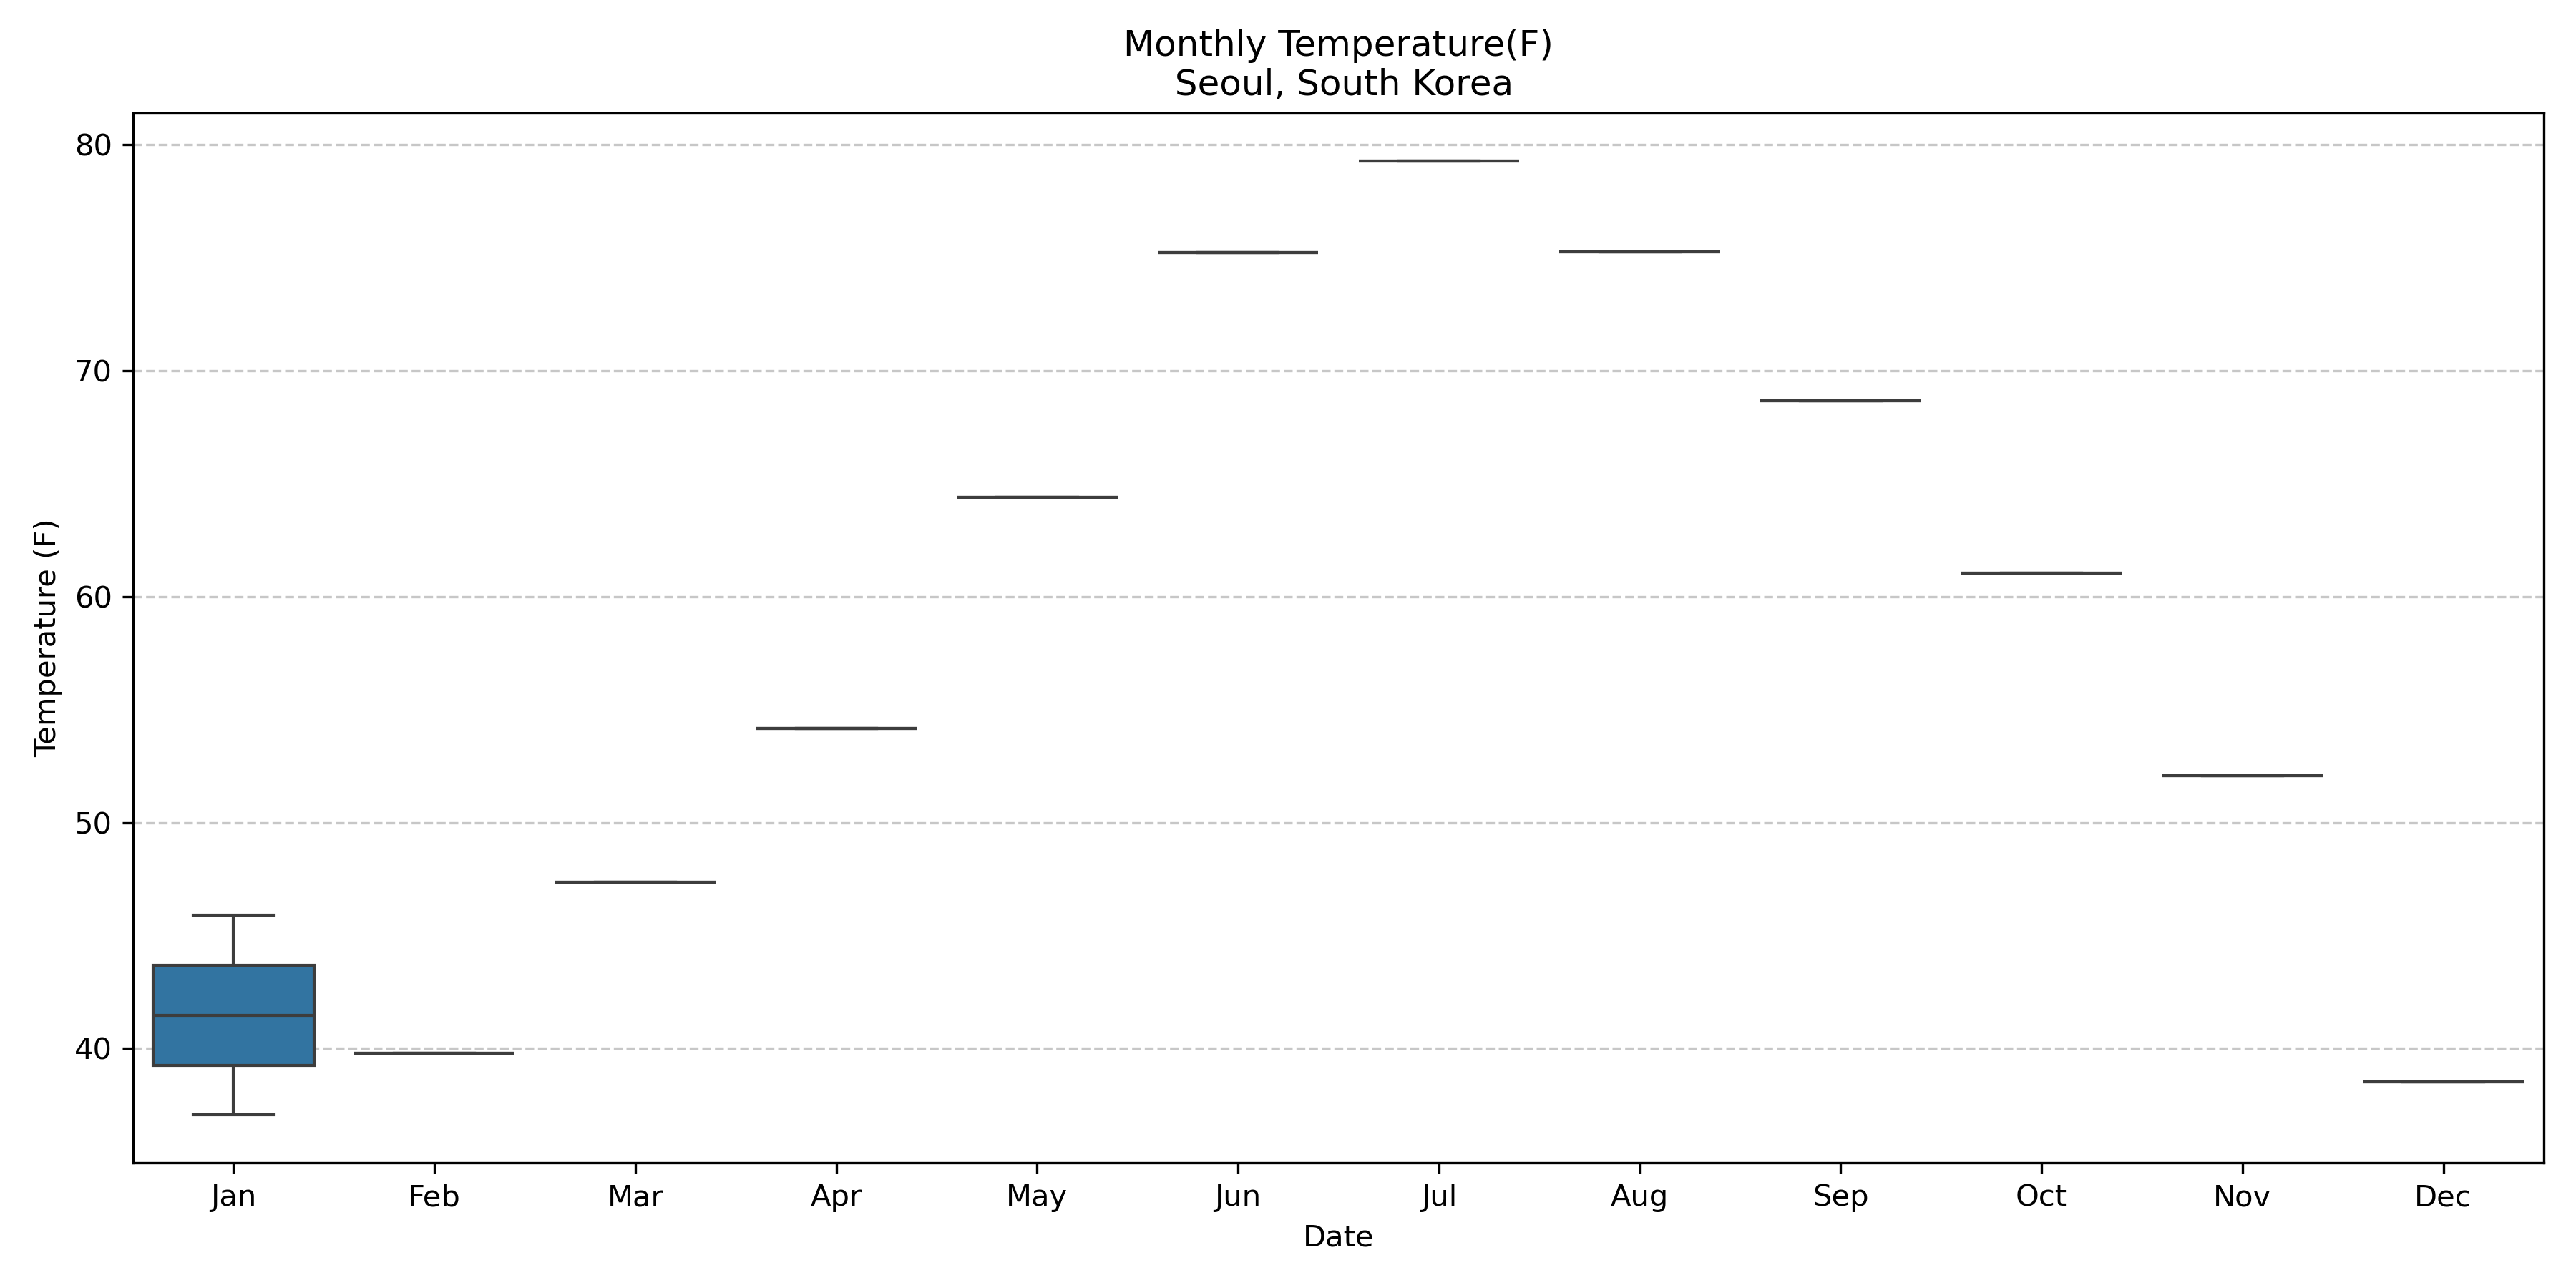 Monthly Temperature(F)
Seoul, South Korea
80
70
60
50
40
Temperature (F)
Jan Feb Mar Apr May Jun Jul Aug Sep Oct Nov Dec
Date